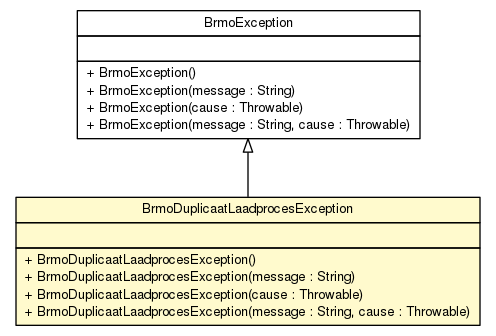 BrmoException
+ BrmoException()
+ BrmoException(message : String)
+ BrmoException(cause : Throwable)
+ BrmoException(message : String, cause : Throwable)
BrmoDuplicaatLaadprocesException
+ BrmoDuplicaatLaadprocesException()
+ BrmoDuplicaatLaadprocesException(message : String)
+ BrmoDuplicaatLaadprocesException(cause : Throwable)
+ BrmoDuplicaatLaadprocesException(message : String, cause : Throwable)